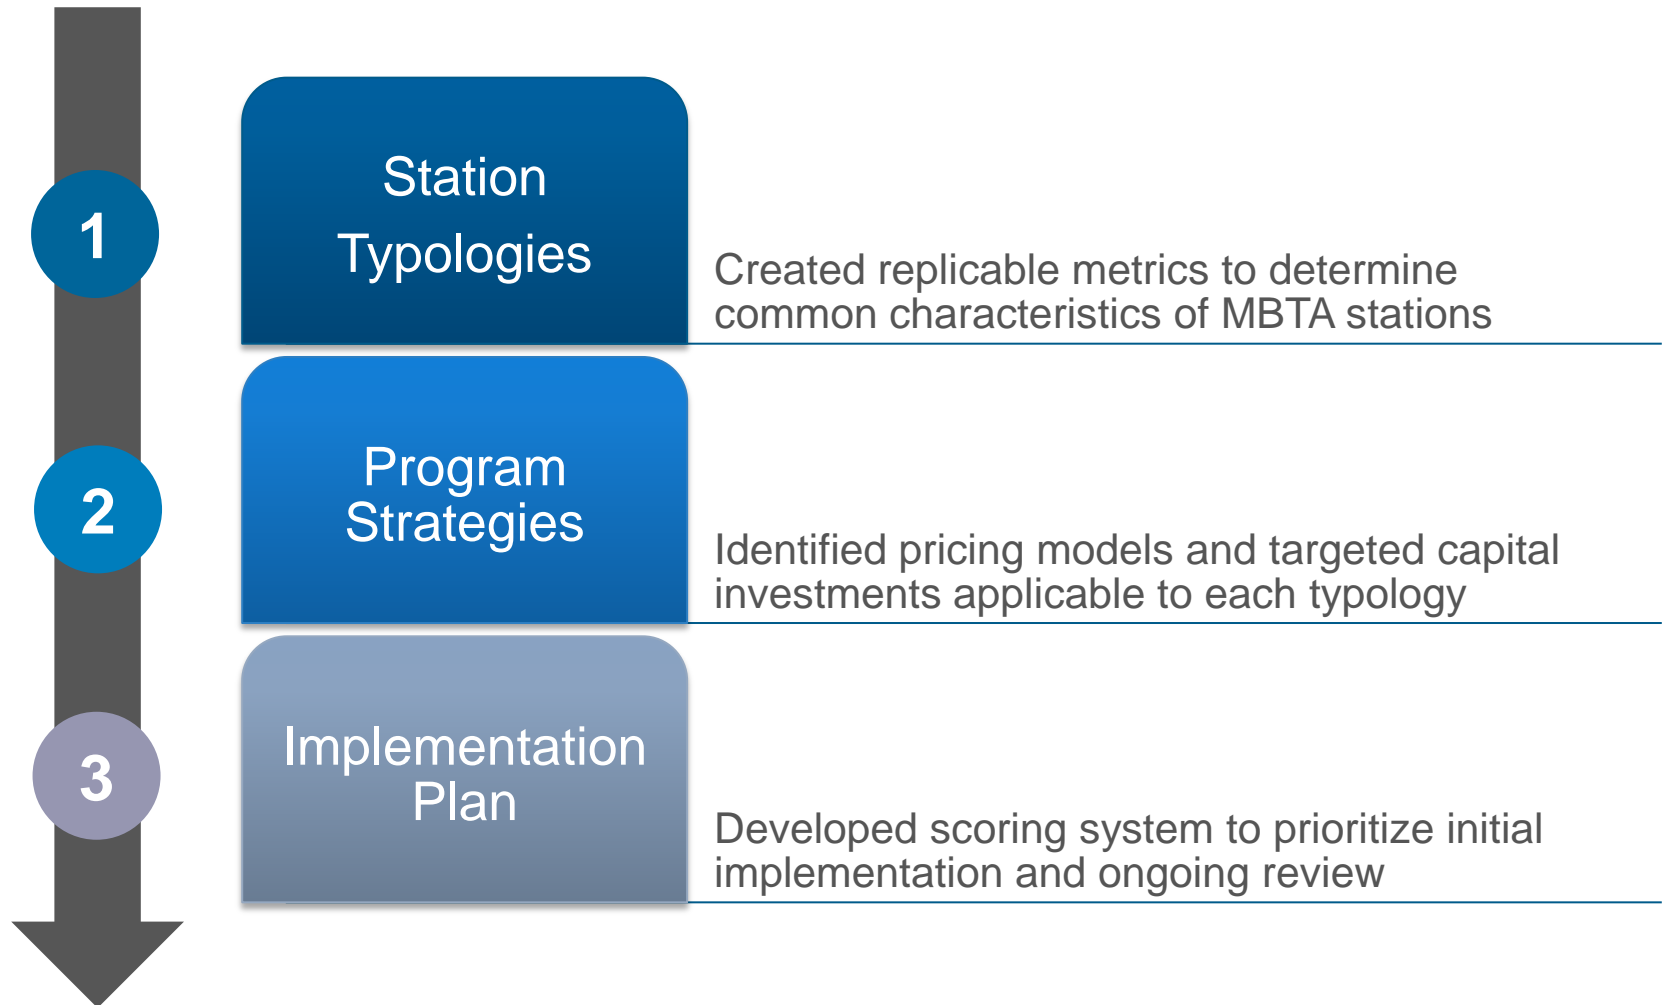 1
Station
Typologies
Created replicable metrics to determine
common characteristics of MBTA stations
2
Program
Strategies
Identified pricing models and targeted capital
investments applicable to each typology
3
Implementation
Plan
Developed scoring system to prioritize initial
implementation and ongoing review